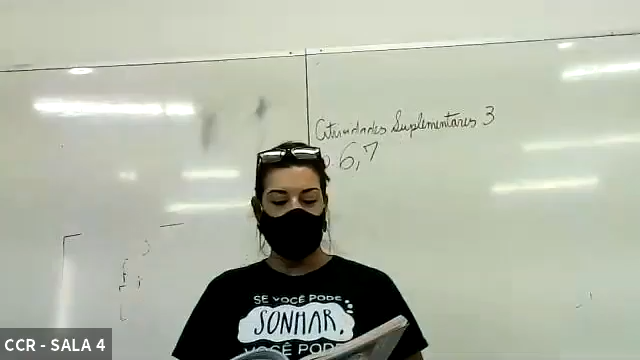 Atividades Suplementares 3
p. 6,7
SE VOCÊ PODE
SONHAR,
VOCÊ PODE
CCR - SALA 4